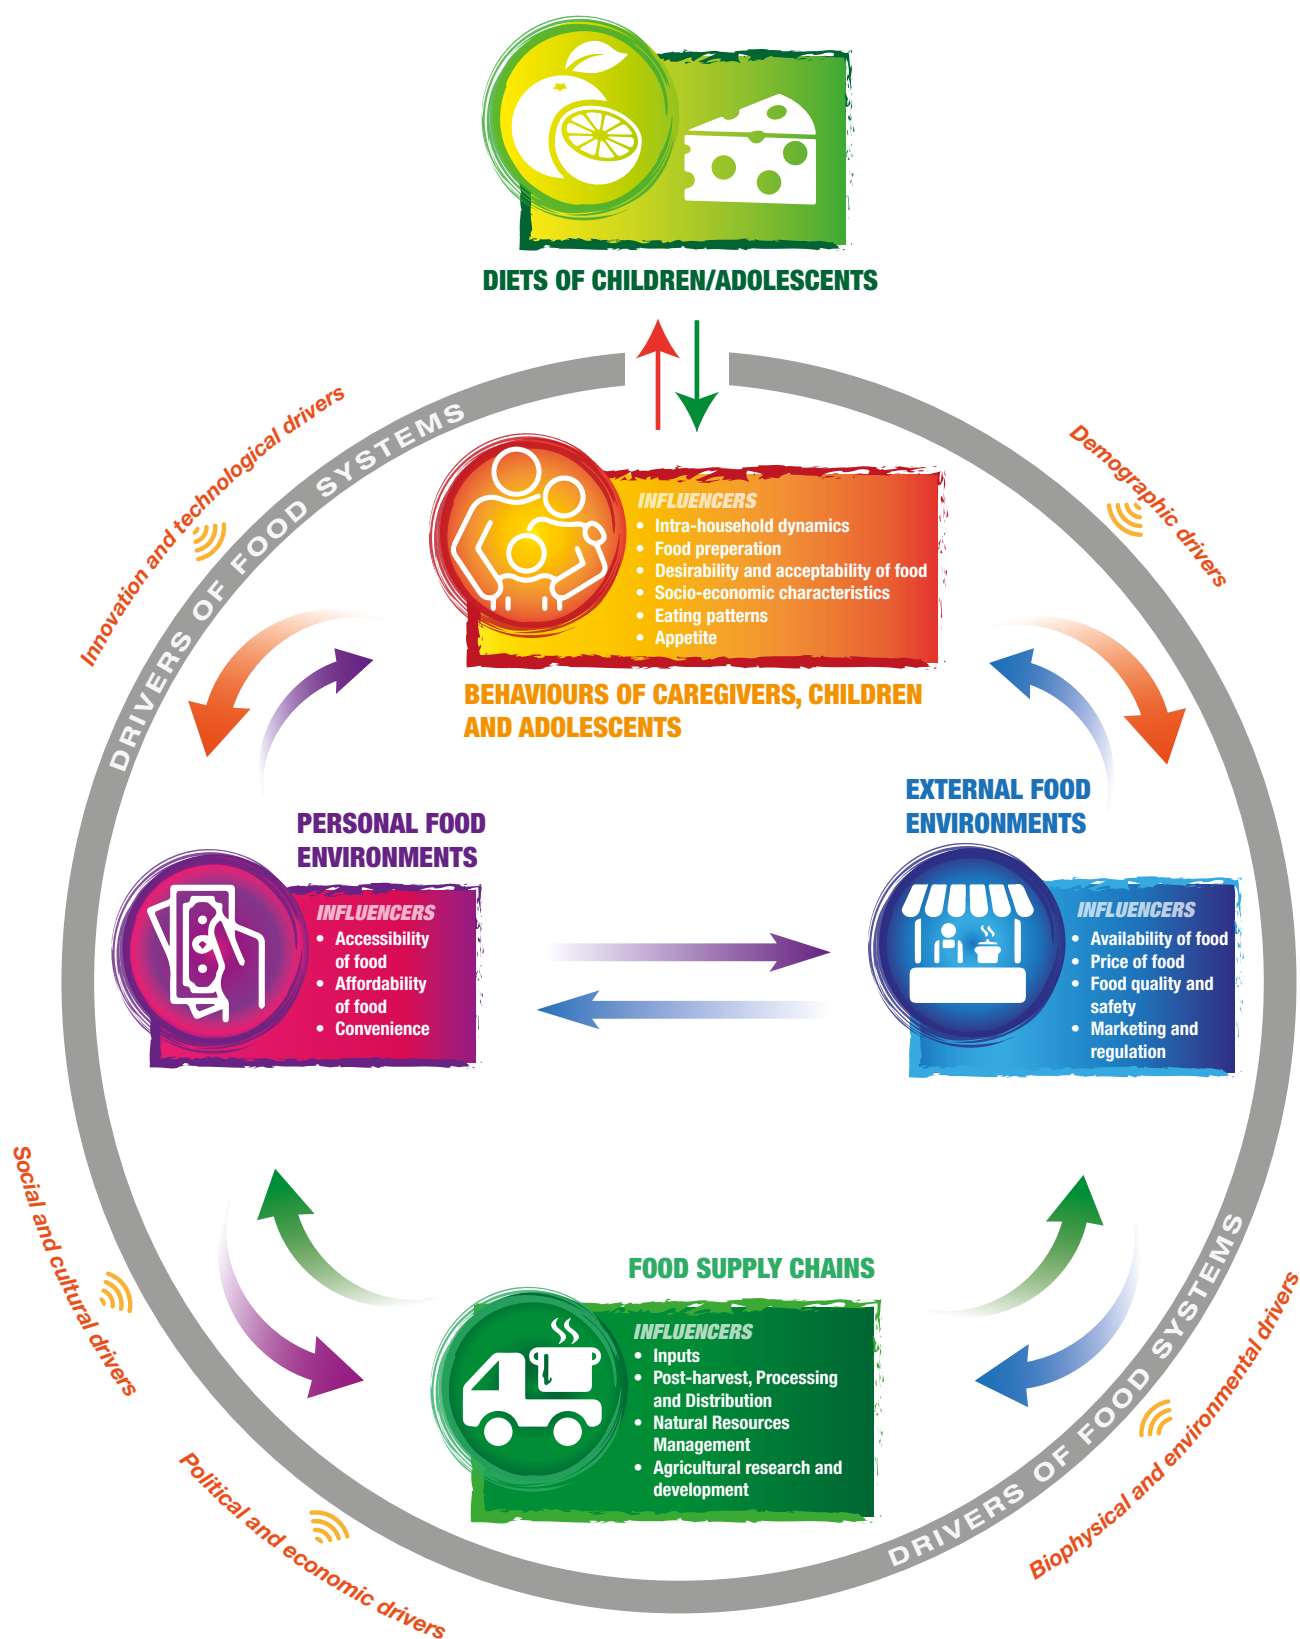 DIETS OF CHILDREN/ADOLESCENTS
DRIVERS OF FOOD SYSTEMS
Innovation and technological drivers
Demographic drivers
INFLUENCERS
• Intra-household dynamics
• Food preperation
• Desirability and acceptability of food
• Socio-economic characteristics
• Eating patterns
• Appetite
BEHAVIOURS OF CAREGIVERS, CHILDREN
AND ADOLESCENTS
PERSONAL FOOD
ENVIRONMENTS
INFLUENCERS
• Accessibility
of food
• Affordability
of food
• Convenience
EXTERNAL FOOD
ENVIRONMENTS
INFLUENCERS
• Availability of food
• Price of food
• Food quality and
safety
• Marketing and
regulation
FOOD SUPPLY CHAINS
INFLUENCERS
• Inputs
• Post-harvest, Processing
and Distribution
• Natural Resources
Management
• Agricultural research and
development
Social and cultural drivers
Political and economic drivers
DRIVERS OF FOOD SYSTEMS
Biophysical and environmental drivers